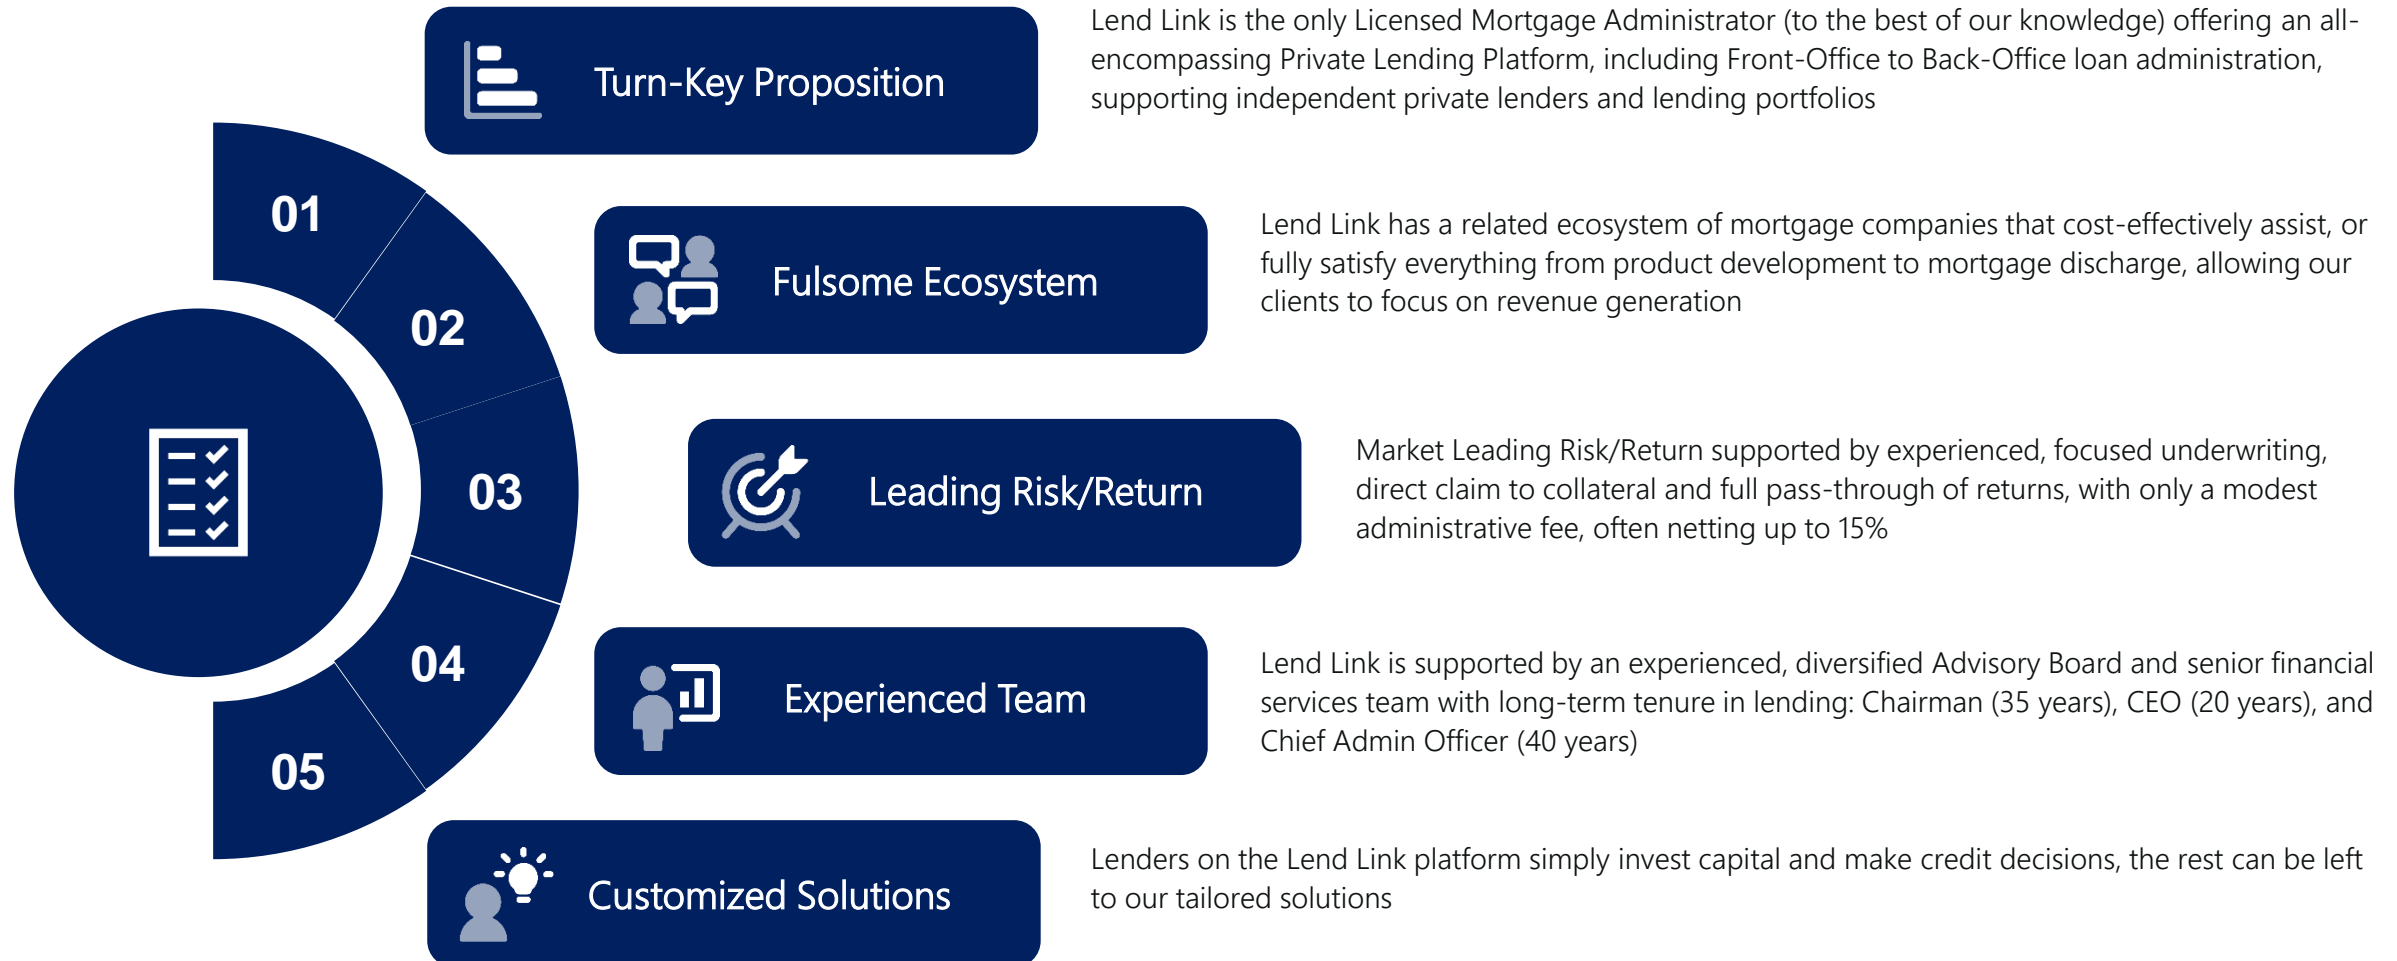 01
Turn-Key Proposition
Lend Link is the only Licensed Mortgage Administrator (to the best of our knowledge) offering an all-
encompassing Private Lending Platform, including Front-Office to Back-Office loan administration,
supporting independent private lenders and lending portfolios
02
Fulsome Ecosystem
Lend Link has a related ecosystem of mortgage companies that cost-effectively assist, or
fully satisfy everything from product development to mortgage discharge, allowing our
clients to focus on revenue generation
03
Leading Risk/Return
Market Leading Risk/Return supported by experienced, focused underwriting,
direct claim to collateral and full pass-through of returns, with only a modest
administrative fee, often netting up to 15%
04
Experienced Team
Lend Link is supported by an experienced, diversified Advisory Board and senior financial
services team with long-term tenure in lending: Chairman (35 years), CEO (20 years), and
Chief Admin Officer (40 years)
05
Customized Solutions
Lenders on the Lend Link platform simply invest capital and make credit decisions, the rest can be left
to our tailored solutions